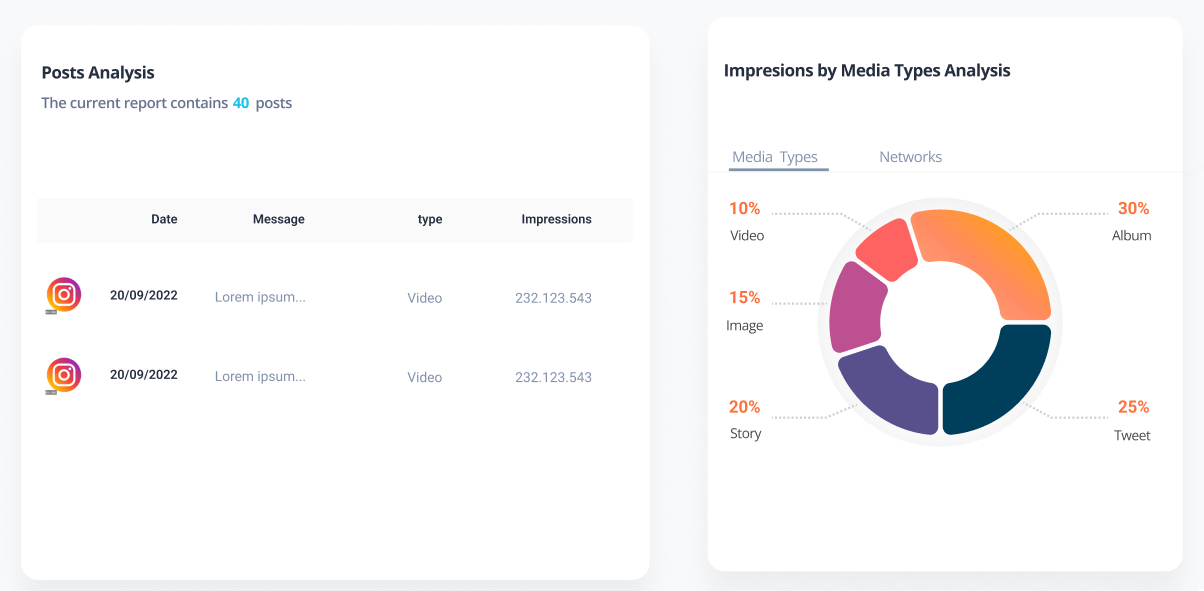 Posts Analysis
The current report contains 40 posts
Date Message type Impressions
20/09/2022 Lorem ipsum... Video 232.123.543
20/09/2022 Lorem ipsum... Video 232.123.543
Impresions by Media Types Analysis
Media Types Networks
10%
Video
30%
Album
15%
Image
20%
Story
25%
Tweet